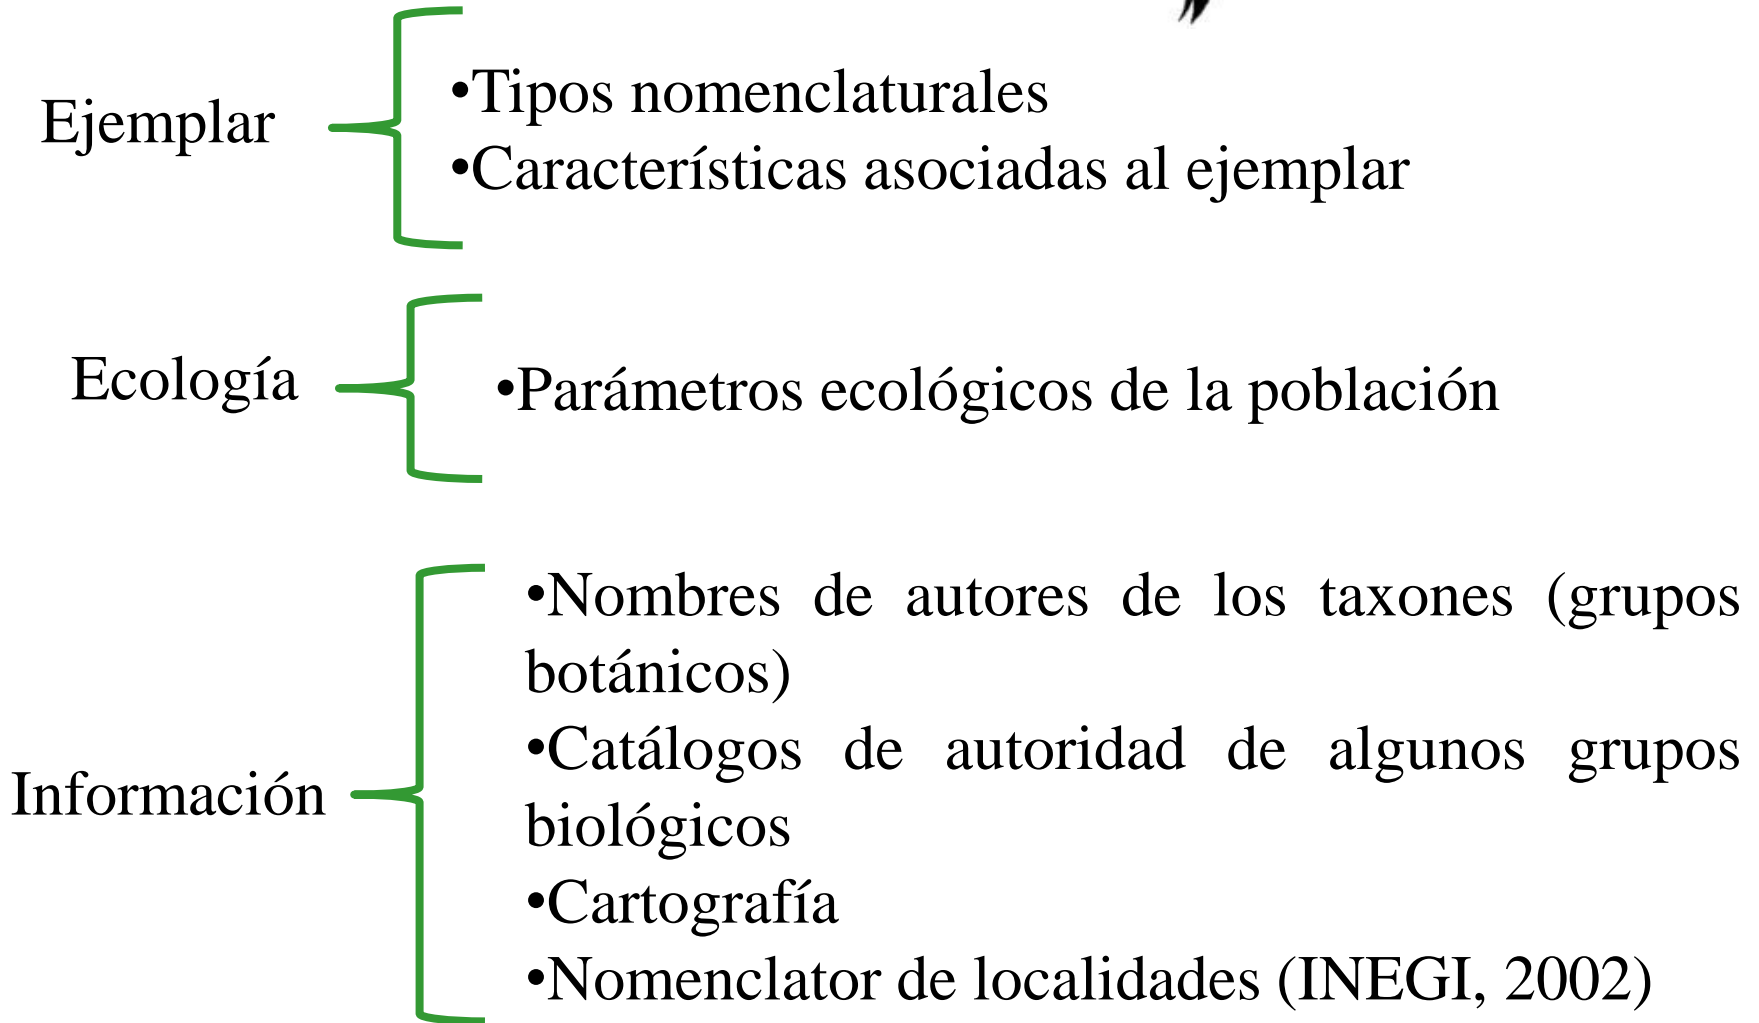 Ejemplar
•Tipos nomenclaturales
•Características asociadas al ejemplar
Ecología
•Parámetros ecológicos de la población
Información
•Nombres de autores de los taxones (grupos
botánicos)
•Catálogos de autoridad de algunos grupos
biológicos
•Cartografía
•Nomenclator de localidades (INEGI, 2002)